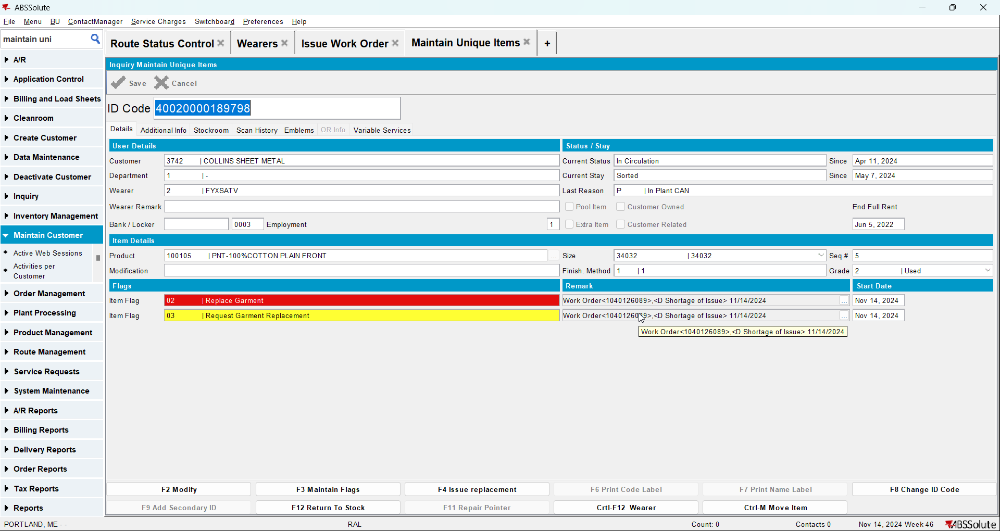 ABSSolute
File Menu BU ContactManager Service Charges Switchboard Preferences Help
maintain uni
Route Status Control Wearers Issue Work Order Maintain Unique Items +
A/R
Application Control
Billing and Load Sheets
Cleanroom
Create Customer
Data Maintenance
Deactivate Customer
Inquiry
Inventory Management
Maintain Customer
Active Web Sessions
Activities per
Customer
Order Management
Plant Processing
Product Management
Route Management
Service Requests
System Maintenance
A/R Reports
Billing Reports
Delivery Reports
Order Reports
Tax Reports
Reports
Inquiry Maintain Unique Items
Save Cancel
ID Code 40020000189798
Details Additional Info Stockroom Scan History Emblems OR Info Variable Services
User Details Status / Stay
Customer 3742 | COLLINS SHEET METAL Current Status In Circulation Since Apr 11, 2024
Department 1 | - Current Stay Sorted Since May 7, 2024
Wearer 2 | FYXSATV Last Reason P | In Plant CAN
Wearer Remark Pool Item Customer Owned End Full Rent
Bank / Locker 0003 Employment 1 Extra Item Customer Related Jun 5, 2022
Item Details
Product 100105 | PNT-100%COTTON PLAIN FRONT ... Size 34032 | 34032 Seq.# 5
Modification Finish. Method 1 | 1 Grade 2 | Used
Flags Remark Start Date
Item Flag 02 | Replace Garment Work Order<1040126089>,<D Shortage of Issue> 11/14/2024 ... Nov 14, 2024
Item Flag 03 | Request Garment Replacement Work Order<1040126089>,<D Shortage of Issue> 11/14/2024 ... Nov 14, 2024
Work Order<1040126089>,<D Shortage of Issue> 11/14/2024
F2 Modify F3 Maintain Flags F4 Issue replacement F6 Print Code Label F7 Print Name Label F8 Change ID Code
F9 Add Secondary ID F12 Return To Stock F11 Repair Pointer Crtl-F12 Wearer Ctrl-M Move Item
PORTLAND, ME - - RAL Count: 0 Contacts 0 Nov 14, 2024 Week 46 ABSSolute